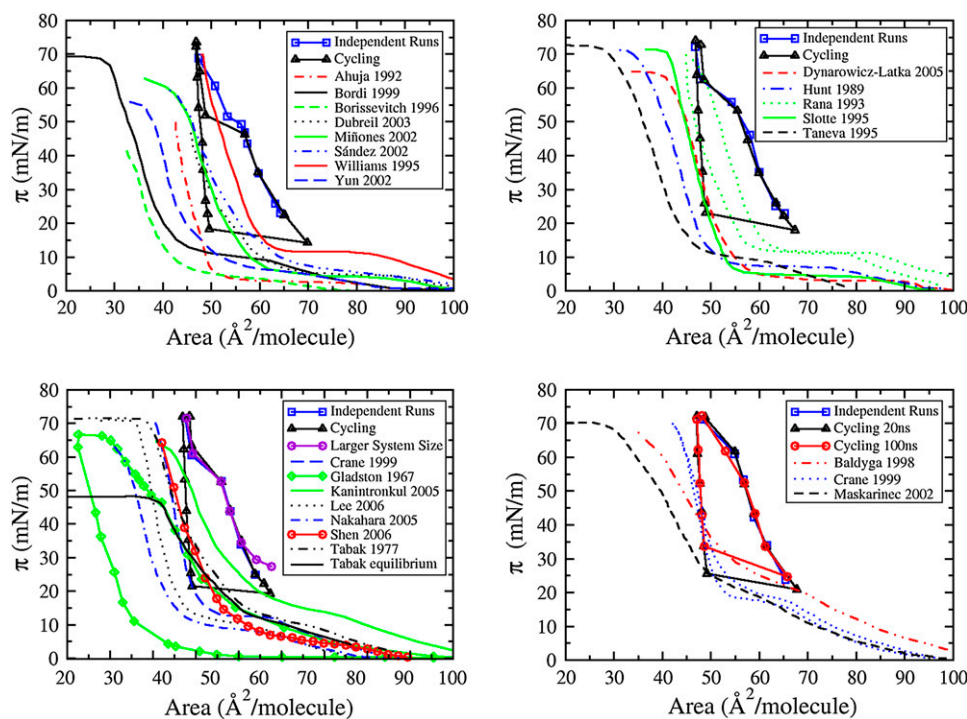 80
70
60
50
40
30
20
10
0
π (mN/m)
20 30 40 50 60 70 80 90 100
Area (Å²/molecule)
Independent Runs
Cycling
Ahuja 1992
Bordi 1999
Borissevitch 1996
Dubreil 2003
Miñones 2002
Sández 2002
Willians 1995
Yun 2002
80
70
60
50
40
30
20
10
0
π (mN/m)
20 30 40 50 60 70 80 90 100
Area (Å²/molecule)
Independent Runs
Cycling
Dynarowicz-Latka 2005
Hunt 1989
Rana 1993
Slotte 1995
Taneva 1995
80
70
60
50
40
30
20
10
0
π (mN/m)
20 30 40 50 60 70 80 90 100
Area (Å²/molecule)
Independent Runs
Cycling
Larger System Size
Crane 1999
Gladston 1967
Kanintronkul 2005
Lee 2006
Nakahara 2005
Shen 2006
Tabak 1977
Tabak equilibrium
80
70
60
50
40
30
20
10
0
π (mN/m)
20 30 40 50 60 70 80 90 100
Area (Å²/molecule)
Independent Runs
Cycling 20ns
Cycling 100ns
Baldyga 1998
Crane 1999
Maskarinec 2002